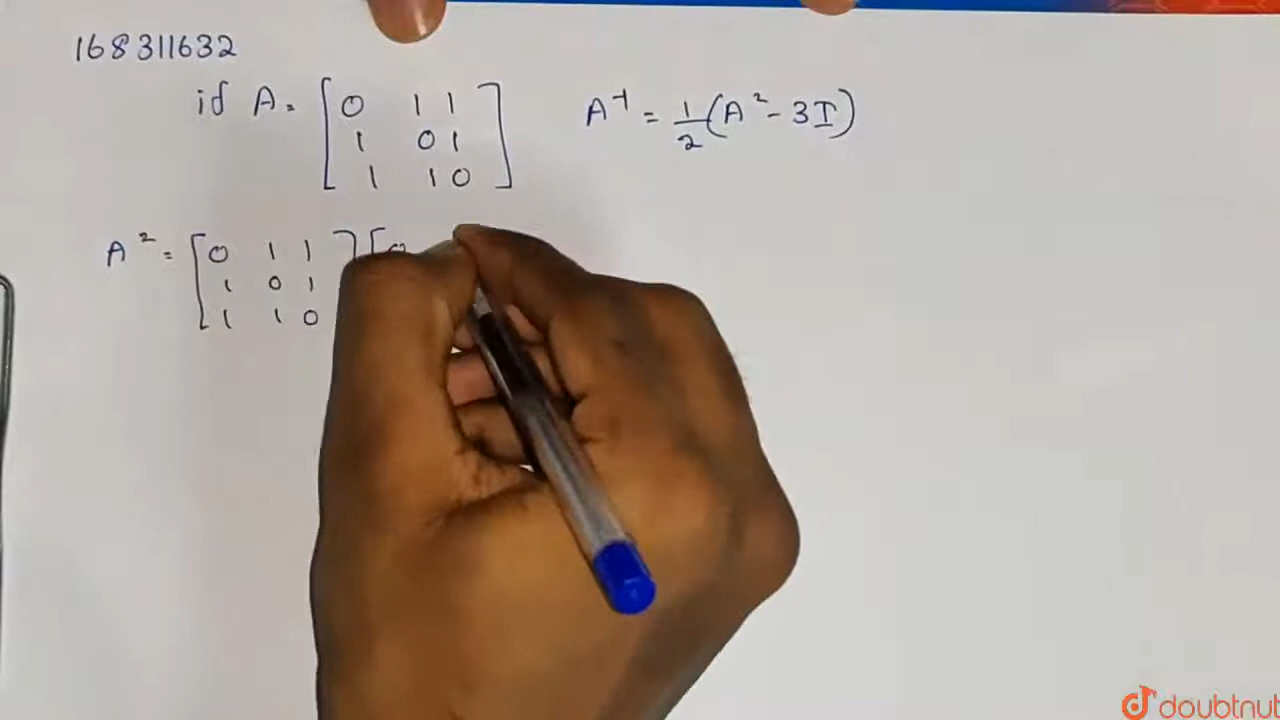 168311632
if A = [ 0 1 1 ] A⁻¹ = 1/2 (A² - 3I)
1 0 1
1 1 0
A² = [ 0 1 1 ] [ 0
1 0 1
1 1 0
doubtnut